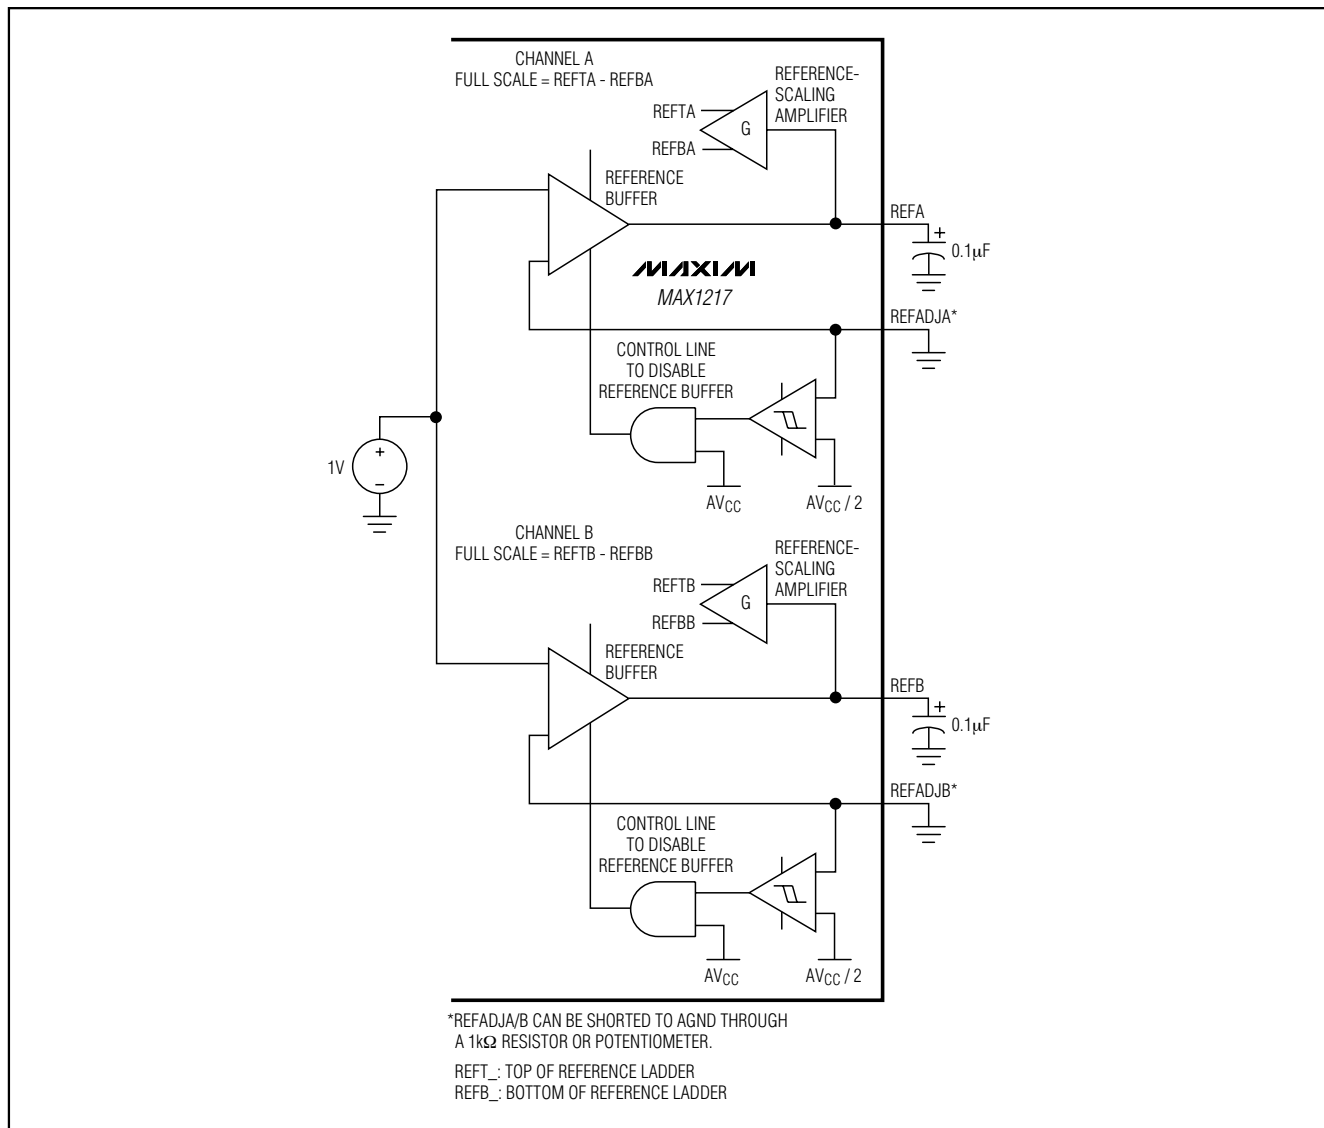 CHANNEL A
FULL SCALE = REFTA - REFBA
REFERENCE-
SCALING
AMPLIFIER
REFTA
G
REFBA
REFERENCE
BUFFER
REFA
+
0.1µF
MAXIM
MAX1217
REFADJA*
CONTROL LINE
TO DISABLE
REFERENCE BUFFER
1V
+
−
AVCC
AVCC / 2
CHANNEL B
FULL SCALE = REFTB - REFBB
REFERENCE-
SCALING
AMPLIFIER
REFTB
G
REFBB
REFERENCE
BUFFER
REFB
+
0.1µF
REFADJB*
CONTROL LINE
TO DISABLE
REFERENCE BUFFER
AVCC
AVCC / 2
*REFADJA/B CAN BE SHORTED TO AGND THROUGH
A 1kΩ RESISTOR OR POTENTIOMETER.
REFT_: TOP OF REFERENCE LADDER
REFB_: BOTTOM OF REFERENCE LADDER